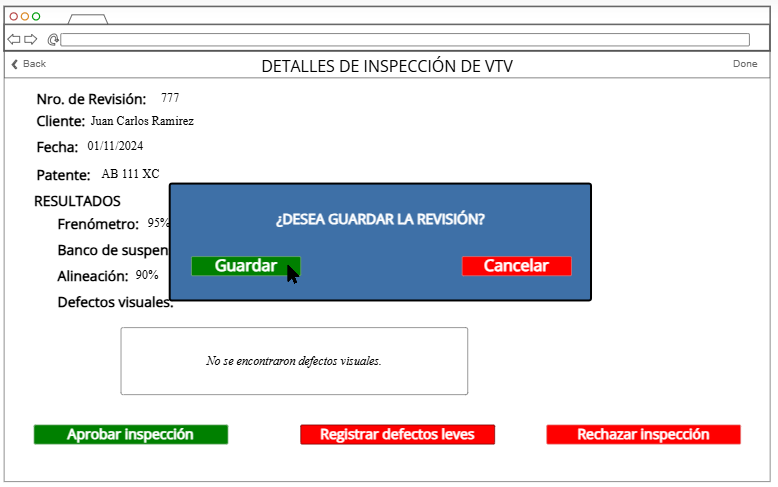 Back
DETALLES DE INSPECCIÓN DE VTV
Done
Nro. de Revisión: 777
Cliente: Juan Carlos Ramirez
Fecha: 01/11/2024
Patente: AB 111 XC
RESULTADOS
Frenómetro: 95%
Banco de suspen
Alineación: 90%
Defectos visuales:
¿DESEA GUARDAR LA REVISIÓN?
Guardar
Cancelar
No se encontraron defectos visuales.
Aprobar inspección
Registrar defectos leves
Rechazar inspección